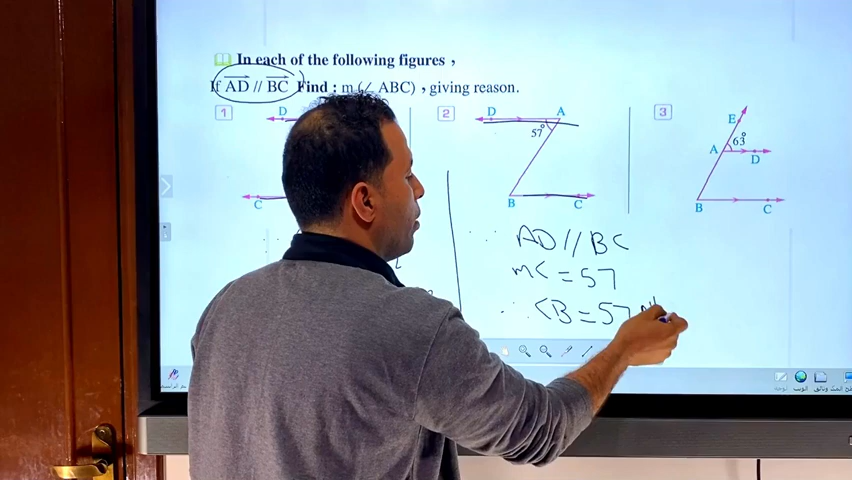 In each of the following figures ,
If AD // BC Find : m (∠ ABC) , giving reason.
1
D
C
2
D
A
57°
B
C
3
E
A
63°
D
B
C
∴ AD // BC
m< = 57
∴ <B = 57